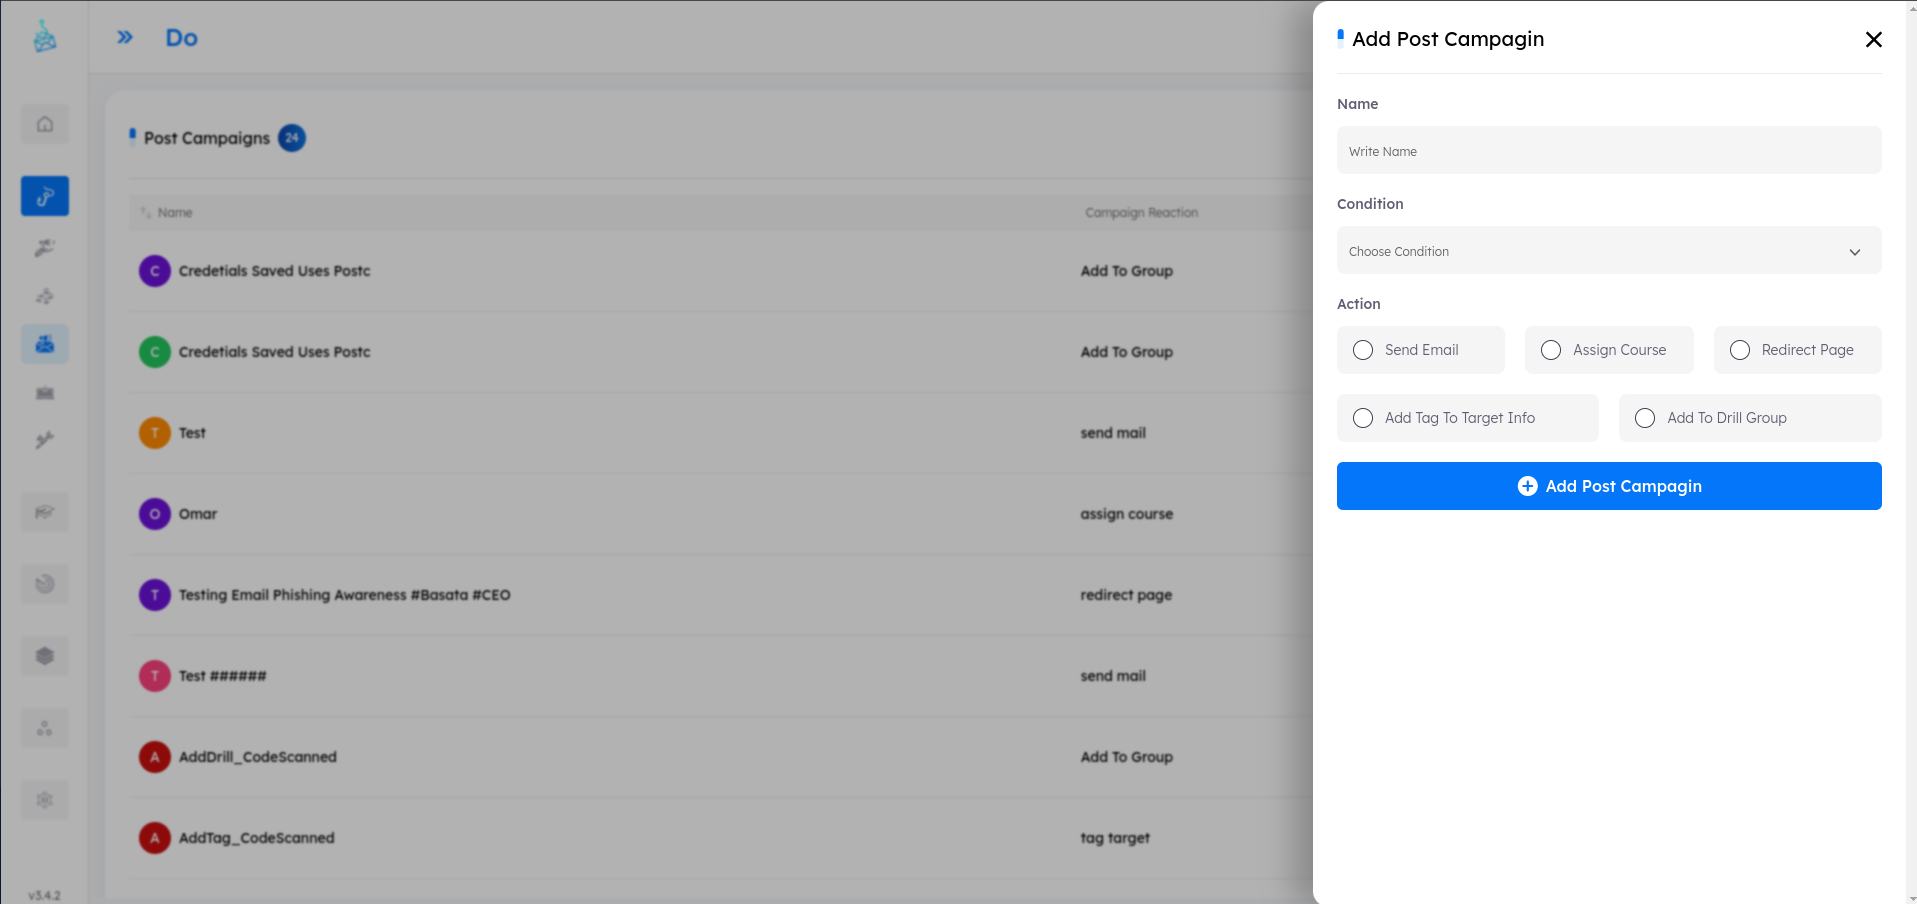 Do
Post Campaigns 24
Name Campaign Reaction
C Credetials Saved Uses Postc Add To Group
C Credetials Saved Uses Postc Add To Group
T Test send mail
O Omar assign course
T Testing Email Phishing Awareness #Basata #CEO redirect page
T Test ###### send mail
A AddDrill_CodeScanned Add To Group
A AddTag_CodeScanned tag target
v3.4.2
Add Post Campagin
Name
Write Name
Condition
Choose Condition
Action
Send Email Assign Course Redirect Page
Add Tag To Target Info Add To Drill Group
Add Post Campagin